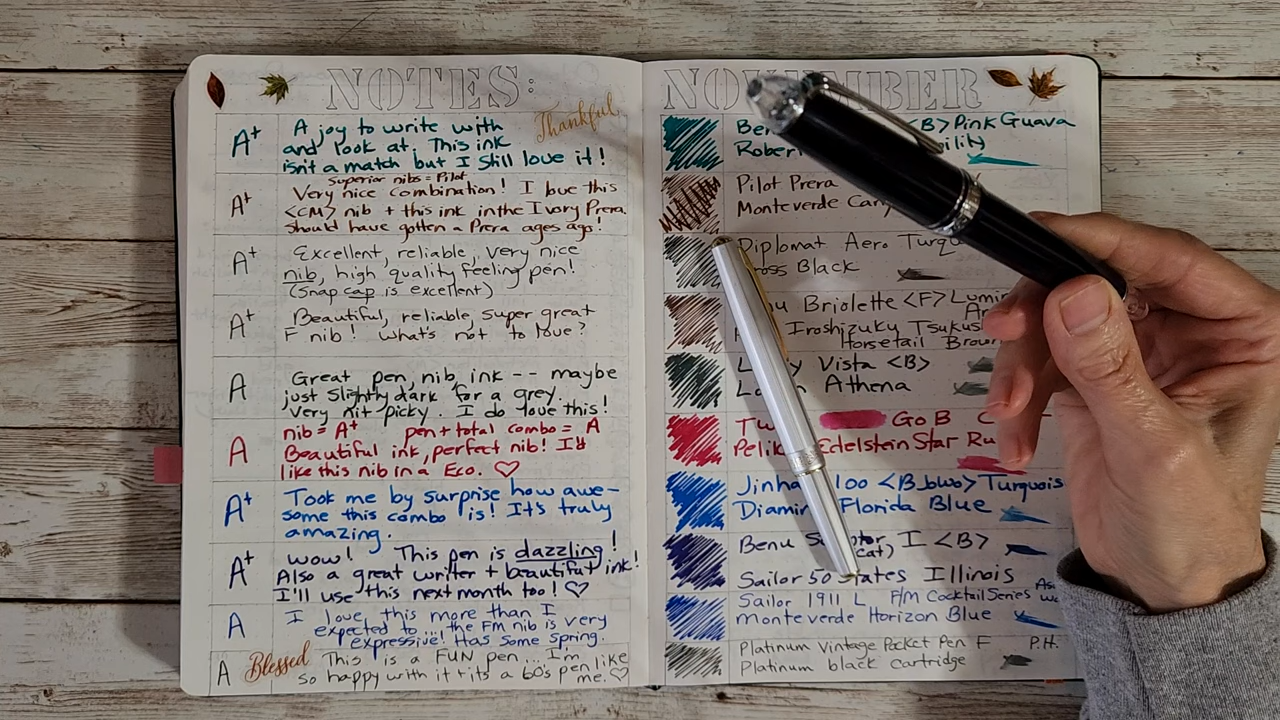 NOTES:
Thankful
A+ A joy to write with
and look at. This ink
isn't a match but I still love it!
superior nibs = Pilot
A+ Very nice combination! I love this
<CM> nib + this ink in the Ivory Prera.
should have gotten a Prera ages ago!
A+ Excellent, reliable, very nice
nib, high quality feeling pen!
(Snap cap is excellent)
A+ Beautiful, reliable, super great
F nib! What's not to love?
A Great pen, nib, ink -- maybe
just slightly dark for a grey.
Very nit picky. I do love this!
nib = A+ pen + total combo = A
A Beautiful ink, perfect nib! I'd
like this nib in a Eco. ♡
A+ Took me by surprise how awe-
some this combo is! It's truly
amazing.
A+ wow! This pen is dazzling!
Also a great writer + beautiful ink!
I'll use this next month too! ♡
A I love this more than I
expected to... the FM nib is very
expressive! Has some spring.
A Blessed This is a FUN pen... I'm
so happy with it + its a 60's pen like
me. ♡
NOVEMBER
<B> Pink Guava
Pilot Prera
Monteverde
Diplomat Aero
Black
Briolette <F>
Iroshizuky
Horsetail
Vista <B>
Athena
Go B
Edelstein Star
100 <B_bwo> Turquois
Florida Blue
Benu
I <B>
Sailor 50 States Illinois
Sailor 1911 L F/M Cocktail Series
monteverde Horizon Blue
Platinum Vintage Pocket Pen F P.H.
Platinum black Cartridge